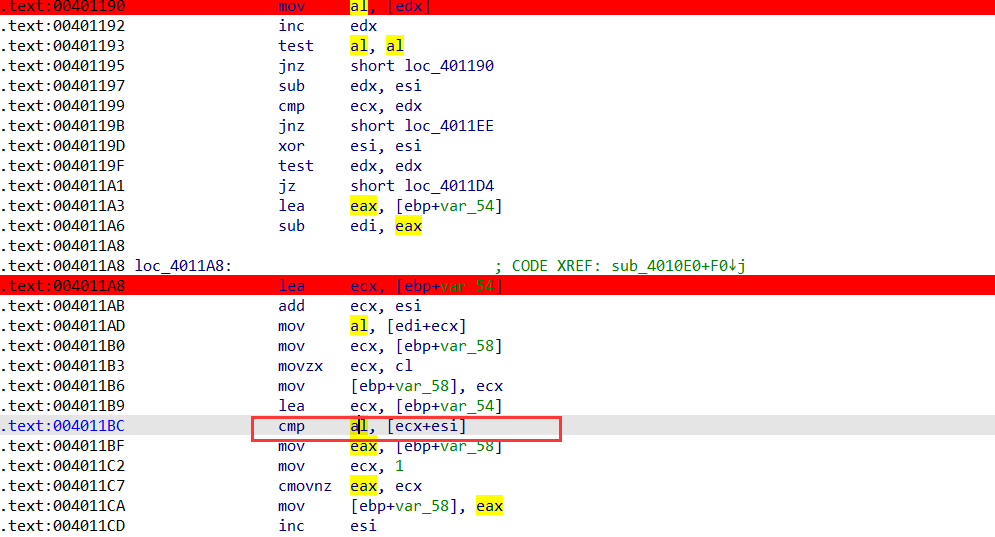 .text:00401190 mov al, [edx]
.text:00401192 inc edx
.text:00401193 test al, al
.text:00401195 jnz short loc_401190
.text:00401197 sub edx, esi
.text:00401199 cmp ecx, edx
.text:0040119B jnz short loc_4011EE
.text:0040119D xor esi, esi
.text:0040119F test edx, edx
.text:004011A1 jz short loc_4011D4
.text:004011A3 lea eax, [ebp+var_54]
.text:004011A6 sub edi, eax
.text:004011A8
.text:004011A8 loc_4011A8: ; CODE XREF: sub_4010E0+F0↓j
.text:004011A8 lea ecx, [ebp+var_54]
.text:004011AB add ecx, esi
.text:004011AD mov al, [edi+ecx]
.text:004011B0 mov ecx, [ebp+var_58]
.text:004011B3 movzx ecx, cl
.text:004011B6 mov [ebp+var_58], ecx
.text:004011B9 lea ecx, [ebp+var_54]
.text:004011BC cmp al, [ecx+esi]
.text:004011BF mov eax, [ebp+var_58]
.text:004011C2 mov ecx, 1
.text:004011C7 cmovnz eax, ecx
.text:004011CA mov [ebp+var_58], eax
.text:004011CD inc esi